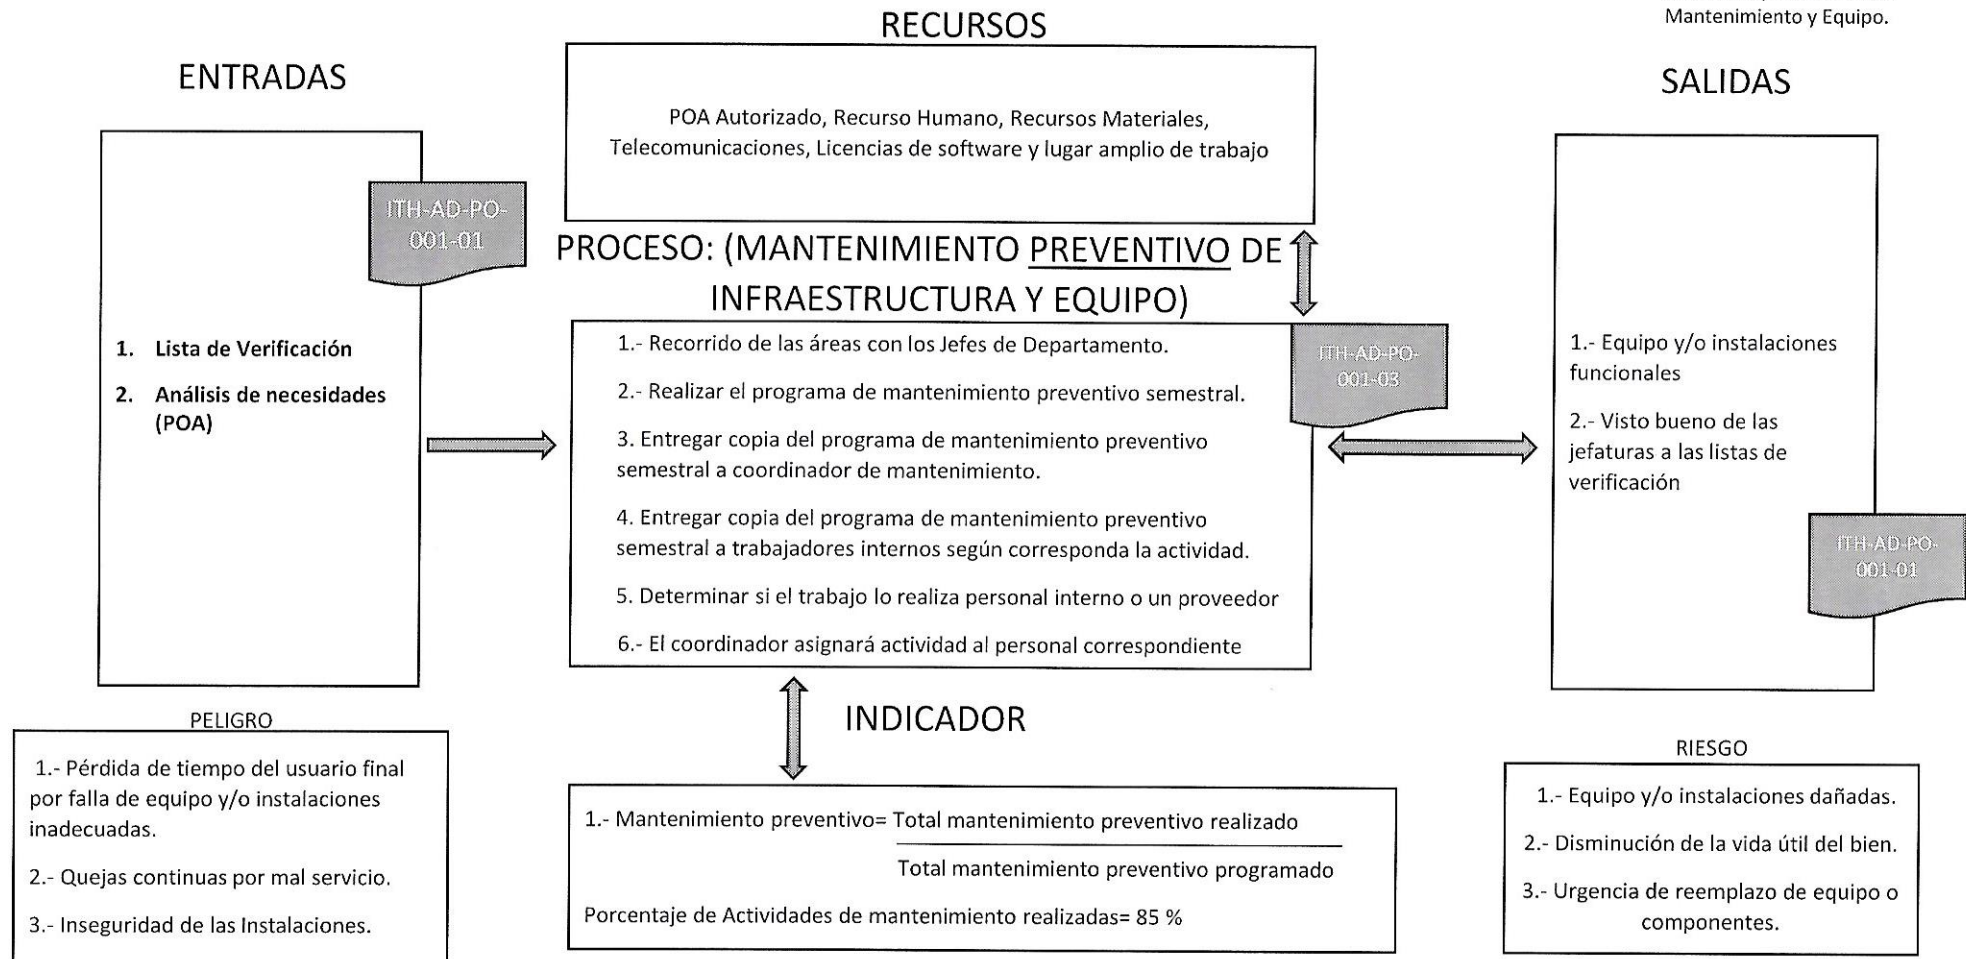 Mantenimiento y Equipo.
RECURSOS
ENTRADAS
SALIDAS
POA Autorizado, Recurso Humano, Recursos Materiales,
Telecomunicaciones, Licencias de software y lugar amplio de trabajo
ITH-AD-PO-
001-01
PROCESO: (MANTENIMIENTO PREVENTIVO DE
INFRAESTRUCTURA Y EQUIPO)
1. Lista de Verificación
2. Análisis de necesidades
(POA)
1.- Recorrido de las áreas con los Jefes de Departamento.
2.- Realizar el programa de mantenimiento preventivo semestral.
3. Entregar copia del programa de mantenimiento preventivo
semestral a coordinador de mantenimiento.
4. Entregar copia del programa de mantenimiento preventivo
semestral a trabajadores internos según corresponda la actividad.
5. Determinar si el trabajo lo realiza personal interno o un proveedor
6.- El coordinador asignará actividad al personal correspondiente
ITH-AD-PO-
001-03
1.- Equipo y/o instalaciones
funcionales
2.- Visto bueno de las
jefaturas a las listas de
verificación
ITH-AD-PO-
001-01
PELIGRO
1.- Pérdida de tiempo del usuario final
por falla de equipo y/o instalaciones
inadecuadas.
2.- Quejas continuas por mal servicio.
3.- Inseguridad de las Instalaciones.
INDICADOR
1.- Mantenimiento preventivo= Total mantenimiento preventivo realizado
Total mantenimiento preventivo programado
Porcentaje de Actividades de mantenimiento realizadas= 85 %
RIESGO
1.- Equipo y/o instalaciones dañadas.
2.- Disminución de la vida útil del bien.
3.- Urgencia de reemplazo de equipo o
componentes.